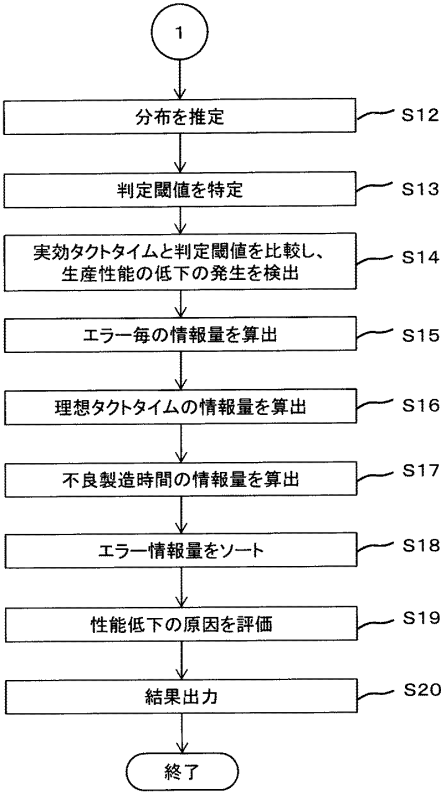 1
分布を推定
S12
判定閾値を特定
S13
実効タクトタイムと判定閾値を比較し、
生産性能の低下の発生を検出
S14
エラー毎の情報量を算出
S15
理想タクトタイムの情報量を算出
S16
不良製造時間の情報量を算出
S17
エラー情報量をソート
S18
性能低下の原因を評価
S19
結果出力
S20
終了